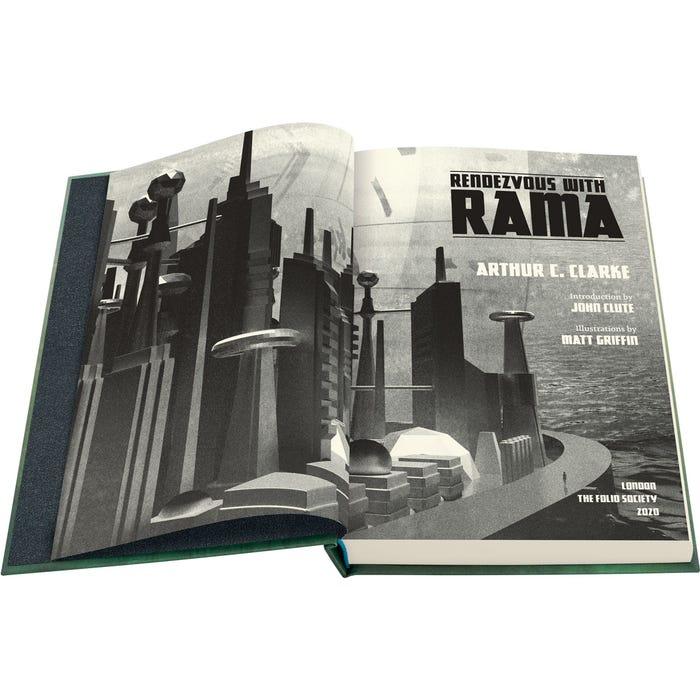 RENDEZVOUS WITH
RAMA
ARTHUR C. CLARKE
Introduction by
JOHN CLUTE
Illustrations by
MATT GRIFFIN
LONDON
THE FOLIO SOCIETY
2020